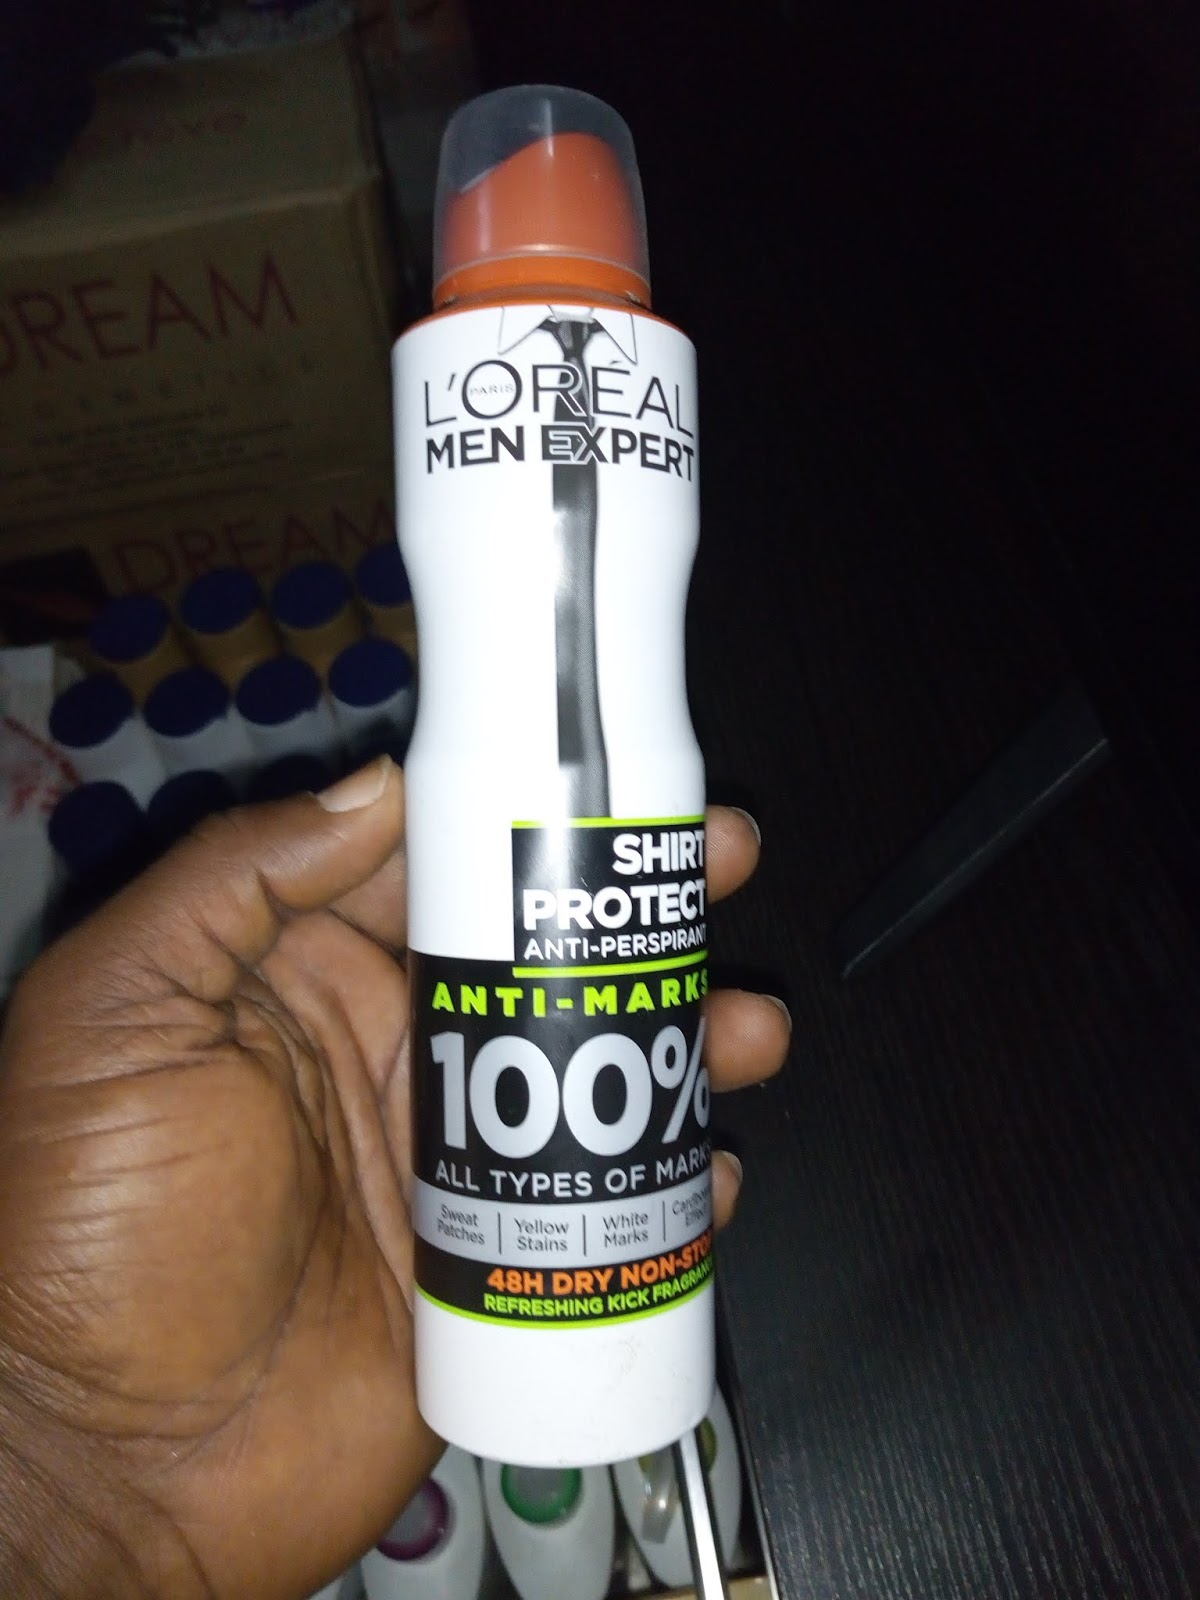 L'ORÉAL
PARIS
MEN EXPERT
SHIRT
PROTECT
ANTI-PERSPIRANT
ANTI-MARKS
100%
ALL TYPES OF MARKS
Sweat
Patches
Yellow
Stains
White
Marks
48H DRY NON-STOP
REFRESHING KICK FRAGRANCE
DREAM
DREAM